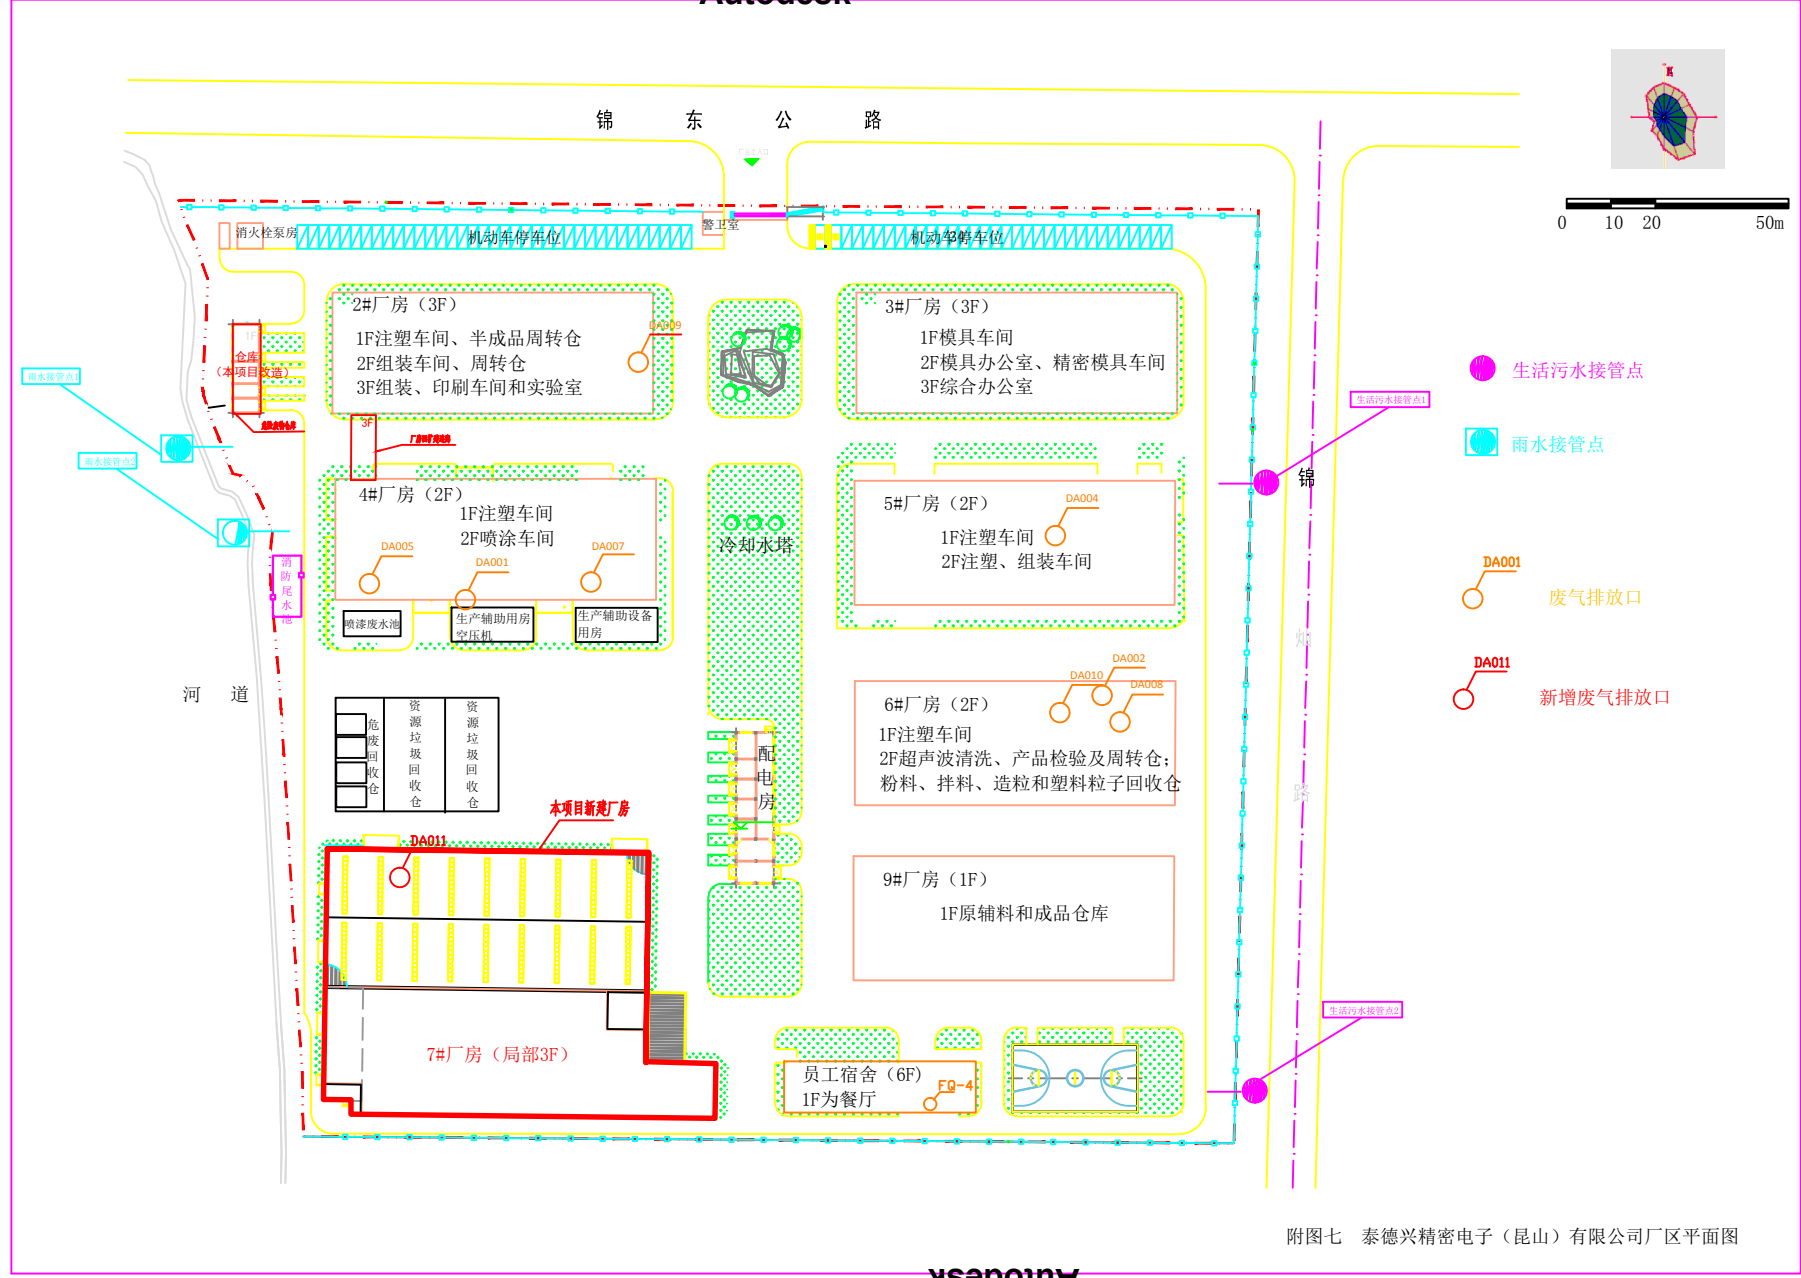 Autodesk
锦 东 公 路
厂区出入口
0 10 20 50m
消火栓泵房
机动车停车位
警卫室
机动车停车位
2#厂房（3F）
1F注塑车间、半成品周转仓
2F组装车间、周转仓
3F组装、印刷车间和实验室
DA009
3#厂房（3F）
1F模具车间
2F模具办公室、精密模具车间
3F综合办公室
1F
仓库
（本项目改造）
雨水接管点1
雨水接管点2
3F
生活污水接管点
雨水接管点
DA001
废气排放口
DA011
新增废气排放口
生活污水接管点1
4#厂房（2F）
1F注塑车间
2F喷涂车间
DA005
DA001
DA007
冷却水塔
5#厂房（2F）
1F注塑车间
2F注塑、组装车间
DA004
锦
路
消防尾水池
喷漆废水池
生产辅助用房
空压机
生产辅助设备
用房
河 道
危废回收仓
资源垃圾回收仓
资源垃圾回收仓
配电房
6#厂房（2F）
1F注塑车间
2F超声波清洗、产品检验及周转仓；
粉料、拌料、造粒和塑料粒子回收仓
DA010
DA002
DA008
本项目新建厂房
DA011
9#厂房（1F）
1F原辅料和成品仓库
7#厂房（局部3F）
员工宿舍（6F）
1F为餐厅
FQ-4
生活污水接管点2
附图七 泰德兴精密电子（昆山）有限公司厂区平面图
Autodesk